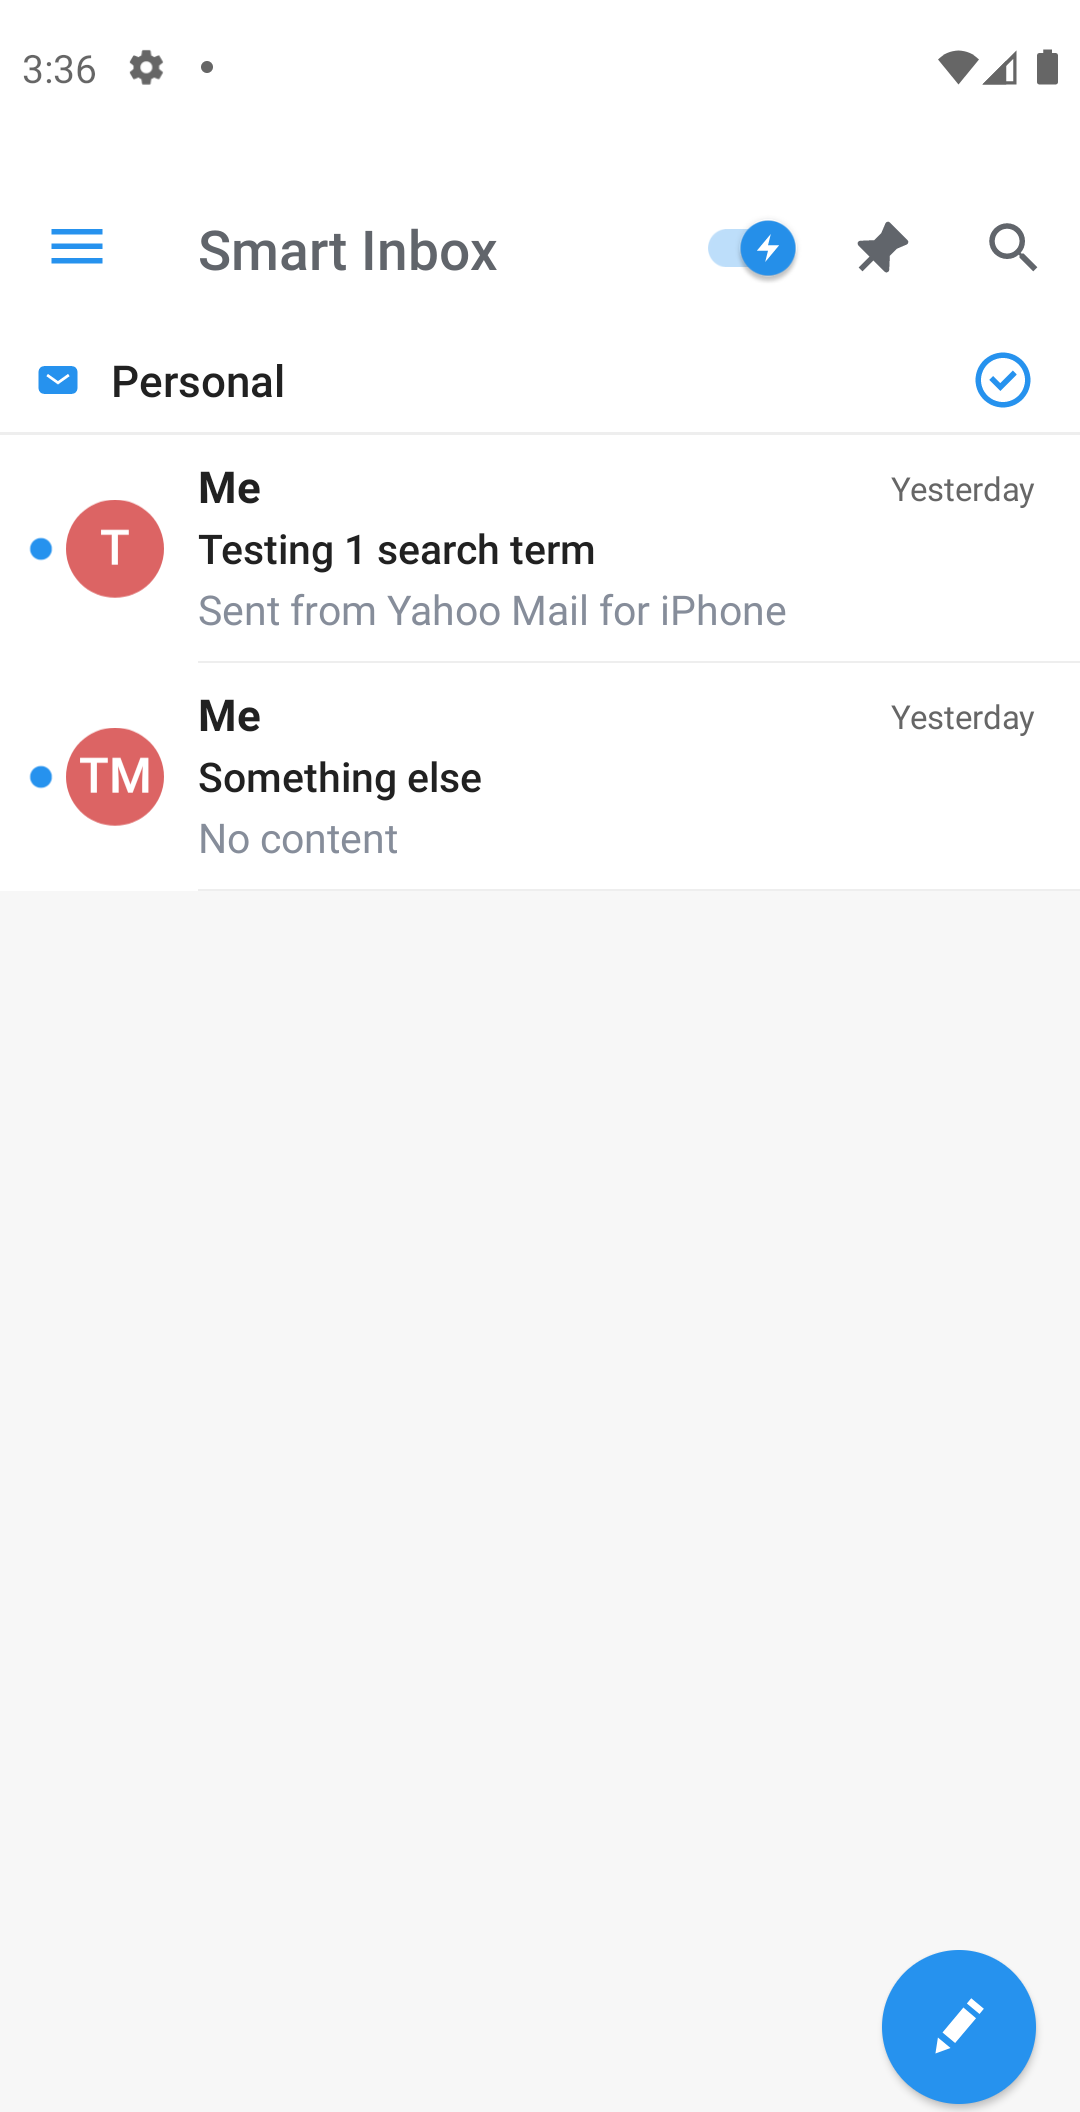 3:36
Smart Inbox
Personal
Me
Yesterday
T
Testing 1 search term
Sent from Yahoo Mail for iPhone
Me
Yesterday
TM
Something else
No content